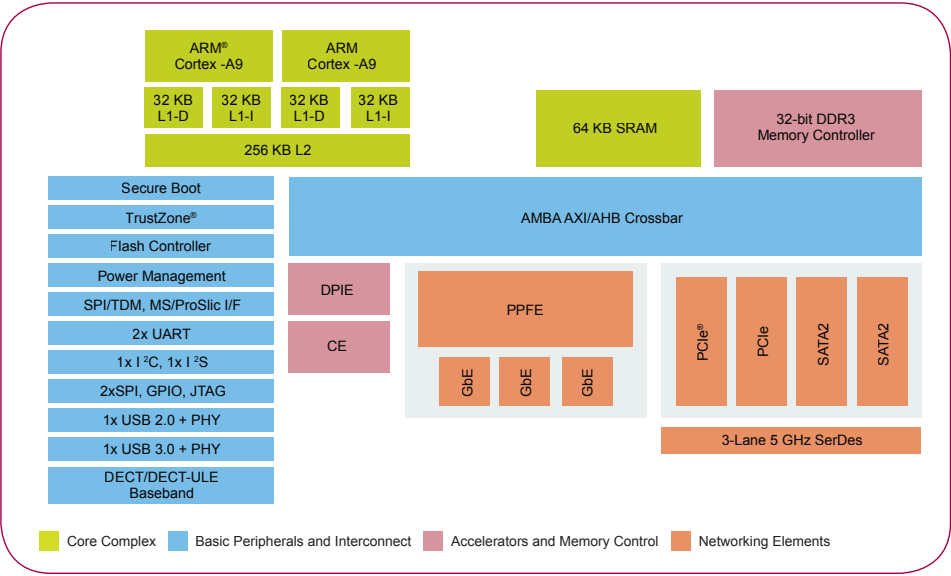 ARM®
Cortex -A9
ARM
Cortex -A9
32 KB
L1-D
32 KB
L1-I
32 KB
L1-D
32 KB
L1-I
256 KB L2
64 KB SRAM
32-bit DDR3
Memory Controller
Secure Boot
TrustZone®
Flash Controller
Power Management
SPI/TDM, MS/ProSlic I/F
2x UART
1x I ²C, 1x I ²S
2xSPI, GPIO, JTAG
1x USB 2.0 + PHY
1x USB 3.0 + PHY
DECT/DECT-ULE
Baseband
AMBA AXI/AHB Crossbar
DPIE
CE
PPFE
GbE
GbE
GbE
PCIe®
PCIe
SATA2
SATA2
3-Lane 5 GHz SerDes
Core Complex
Basic Peripherals and Interconnect
Accelerators and Memory Control
Networking Elements